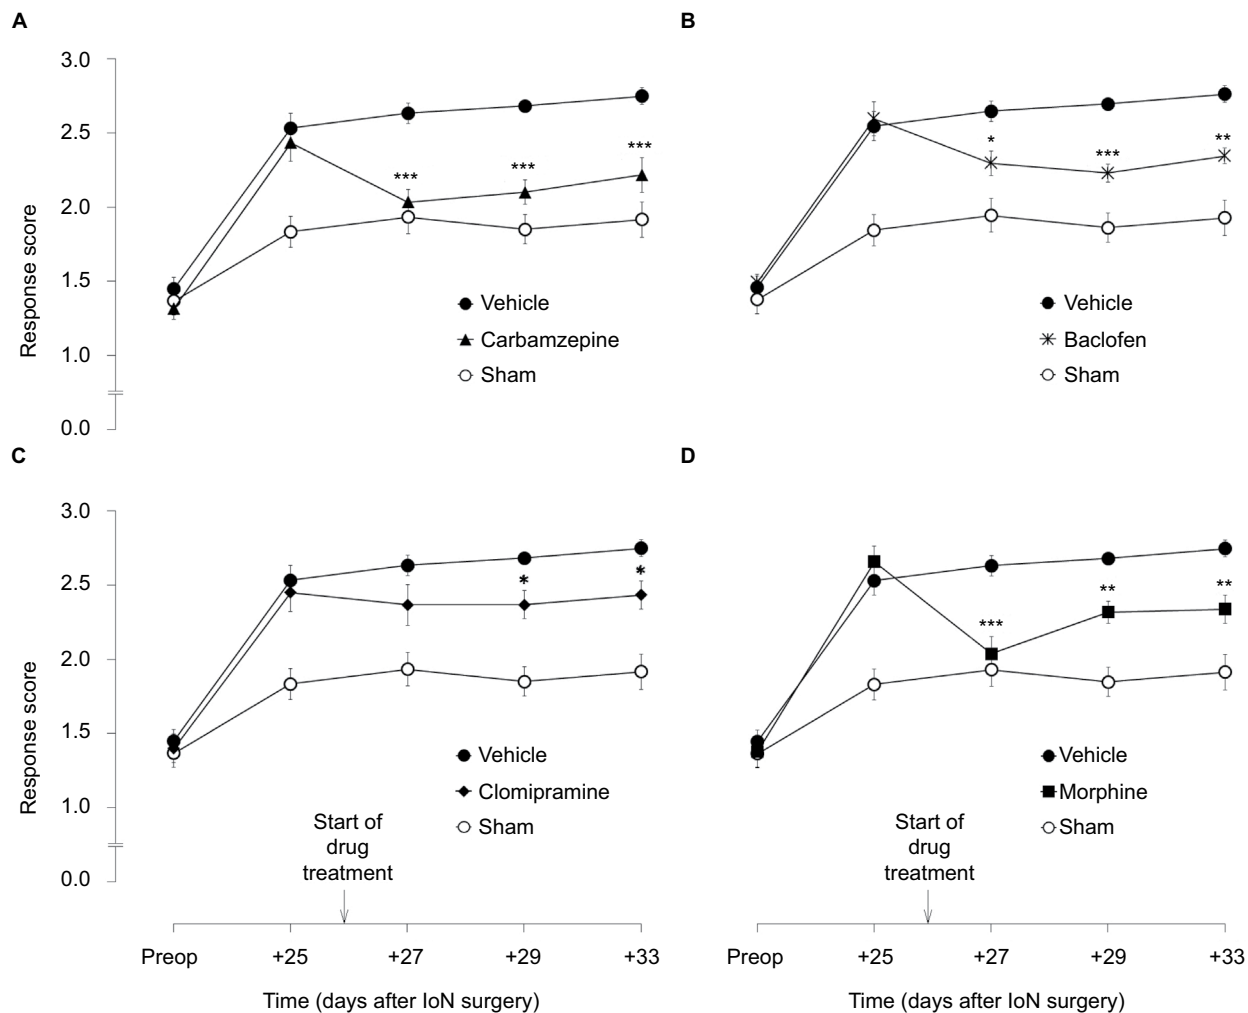 A
B
3.0
2.5
2.0
1.5
1.0
0.0
Response score
***
***
***
Vehicle
Carbamzepine
Sham
*
***
**
Vehicle
Baclofen
Sham
C
D
3.0
2.5
2.0
1.5
1.0
0.0
Response score
*
*
Vehicle
Clomipramine
Sham
Start of
drug
treatment
***
**
**
Vehicle
Morphine
Sham
Start of
drug
treatment
Preop +25 +27 +29 +33
Time (days after IoN surgery)
Preop +25 +27 +29 +33
Time (days after IoN surgery)